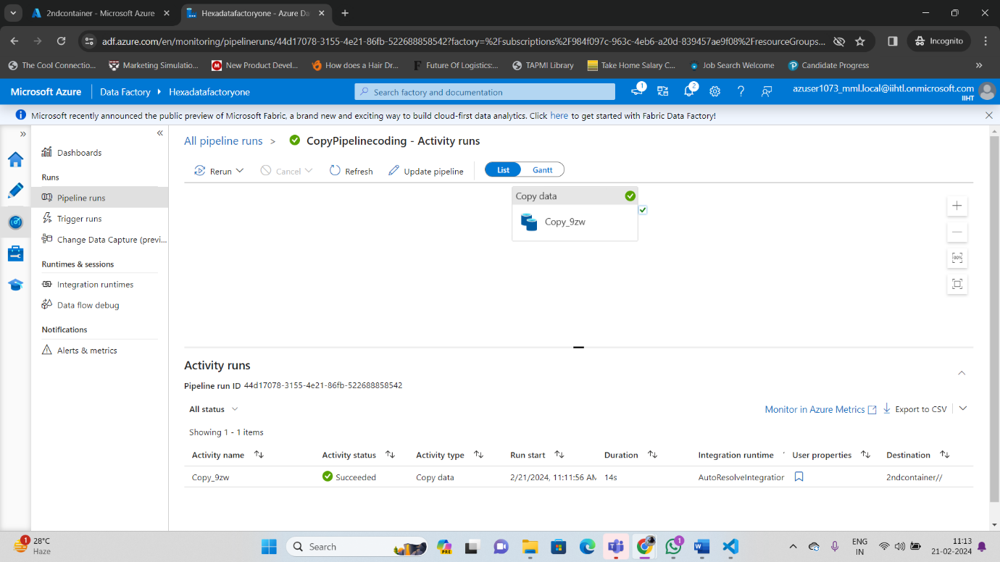 2ndcontainer - Microsoft Azure
Hexadatafactoryone - Azure Da
adf.azure.com/en/monitoring/pipelineruns/44d17078-3155-4e21-86fb-522688858542?factory=%2Fsubscriptions%2F984f097c-963c-4eb6-a20d-839457ae9f08%2FresourceGroups...
Incognito
The Cool Connectio...
Marketing Simulatio...
New Product Devel...
How does a Hair Dr...
Future Of Logistics:...
TAPMI Library
Take Home Salary C...
Job Search Welcome
Candidate Progress
Microsoft Azure
Data Factory
Hexadatafactoryone
Search factory and documentation
1
2
azuser1073_mml.local@iihtl.onmicrosoft.com
IIHT
Microsoft recently announced the public preview of Microsoft Fabric, a brand new and exciting way to build cloud-first data analytics. Click here to get started with Fabric Data Factory!
Dashboards
Runs
Pipeline runs
Trigger runs
Change Data Capture (previ...
Runtimes & sessions
Integration runtimes
Data flow debug
Notifications
Alerts & metrics
All pipeline runs > CopyPipelinecoding - Activity runs
Rerun
Cancel
Refresh
Update pipeline
List
Gantt
Copy data
Copy_9zw
100%
Activity runs
Pipeline run ID 44d17078-3155-4e21-86fb-522688858542
All status
Monitor in Azure Metrics
Export to CSV
Showing 1 - 1 items
Activity name Activity status Activity type Run start Duration Integration runtime User properties Destination
Copy_9zw Succeeded Copy data 2/21/2024, 11:11:56 AM 14s AutoResolveIntegration 2ndcontainer//
1
28°C
Haze
Search
PRE
1
ENG
IN
11:13
21-02-2024